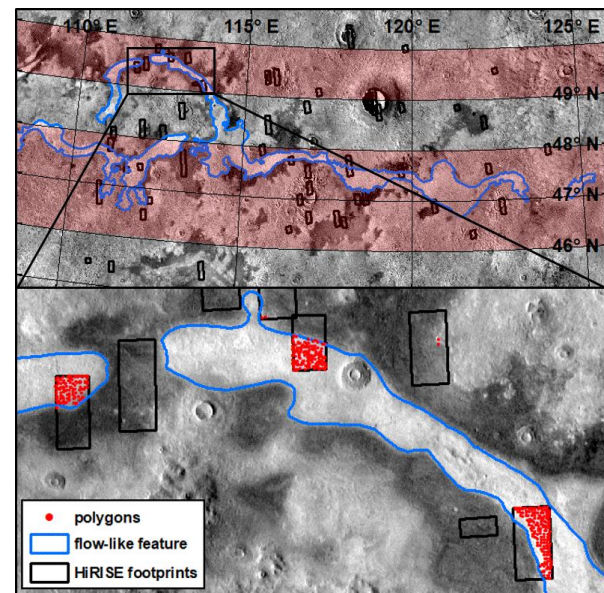 110° E 115° E 120° E 125° E
49° N
48° N
47° N
46° N
polygons
flow-like feature
HiRISE footprints